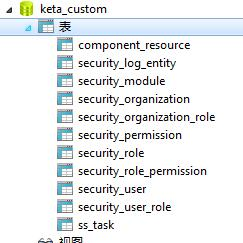 keta_custom
表
component_resource
security_log_entity
security_module
security_organization
security_organization_role
security_permission
security_role
security_role_permission
security_user
security_user_role
ss_task
视图